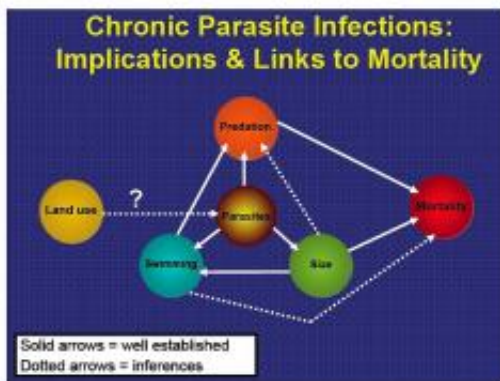 Chronic Parasite Infections:
Implications & Links to Mortality
Predation
?
Land use
Parasites
Mortality
Swimming
Size
Solid arrows = well established
Dotted arrows = inferences